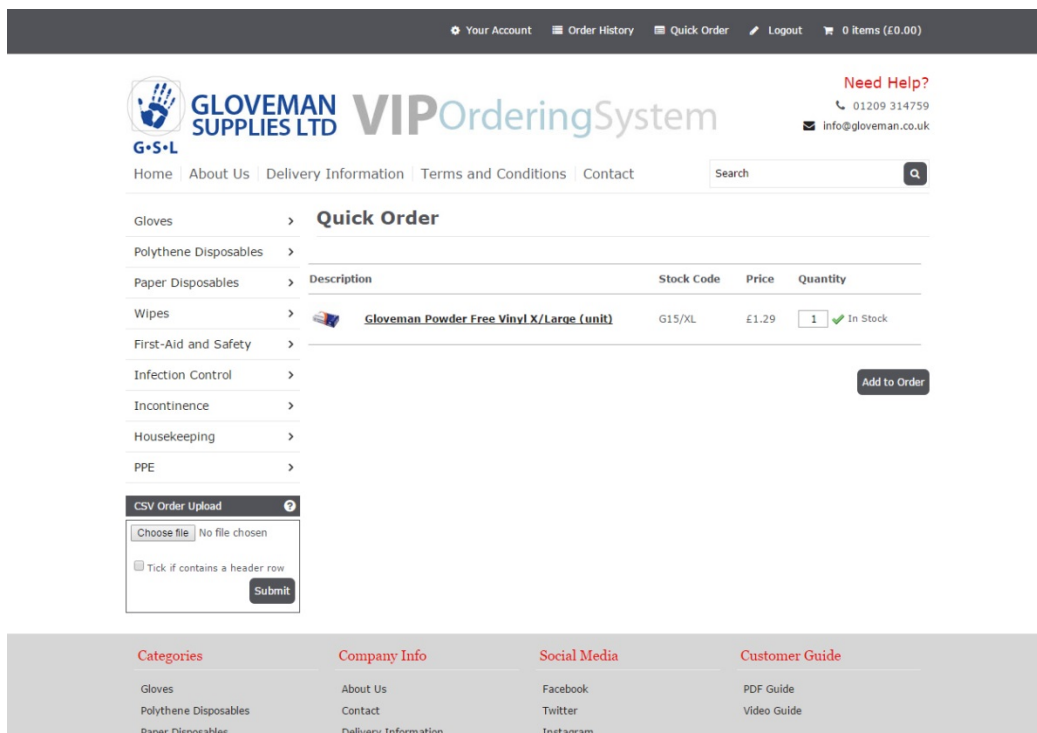 Your Account Order History Quick Order Logout 0 items (£0.00)
GLOVEMAN
SUPPLIES LTD
G•S•L
VIPOrderingSystem
Need Help?
01209 314759
info@gloveman.co.uk
Home About Us Delivery Information Terms and Conditions Contact
Search
Gloves
Polythene Disposables
Paper Disposables
Wipes
First-Aid and Safety
Infection Control
Incontinence
Housekeeping
PPE
CSV Order Upload ?
Choose file No file chosen
Tick if contains a header row
Submit
Quick Order
Description Stock Code Price Quantity
Gloveman Powder Free Vinyl X/Large (unit) G15/XL £1.29 1 In Stock
Add to Order
Categories
Gloves
Polythene Disposables
Paper Disposables
Company Info
About Us
Contact
Delivery Information
Social Media
Facebook
Twitter
Instagram
Customer Guide
PDF Guide
Video Guide